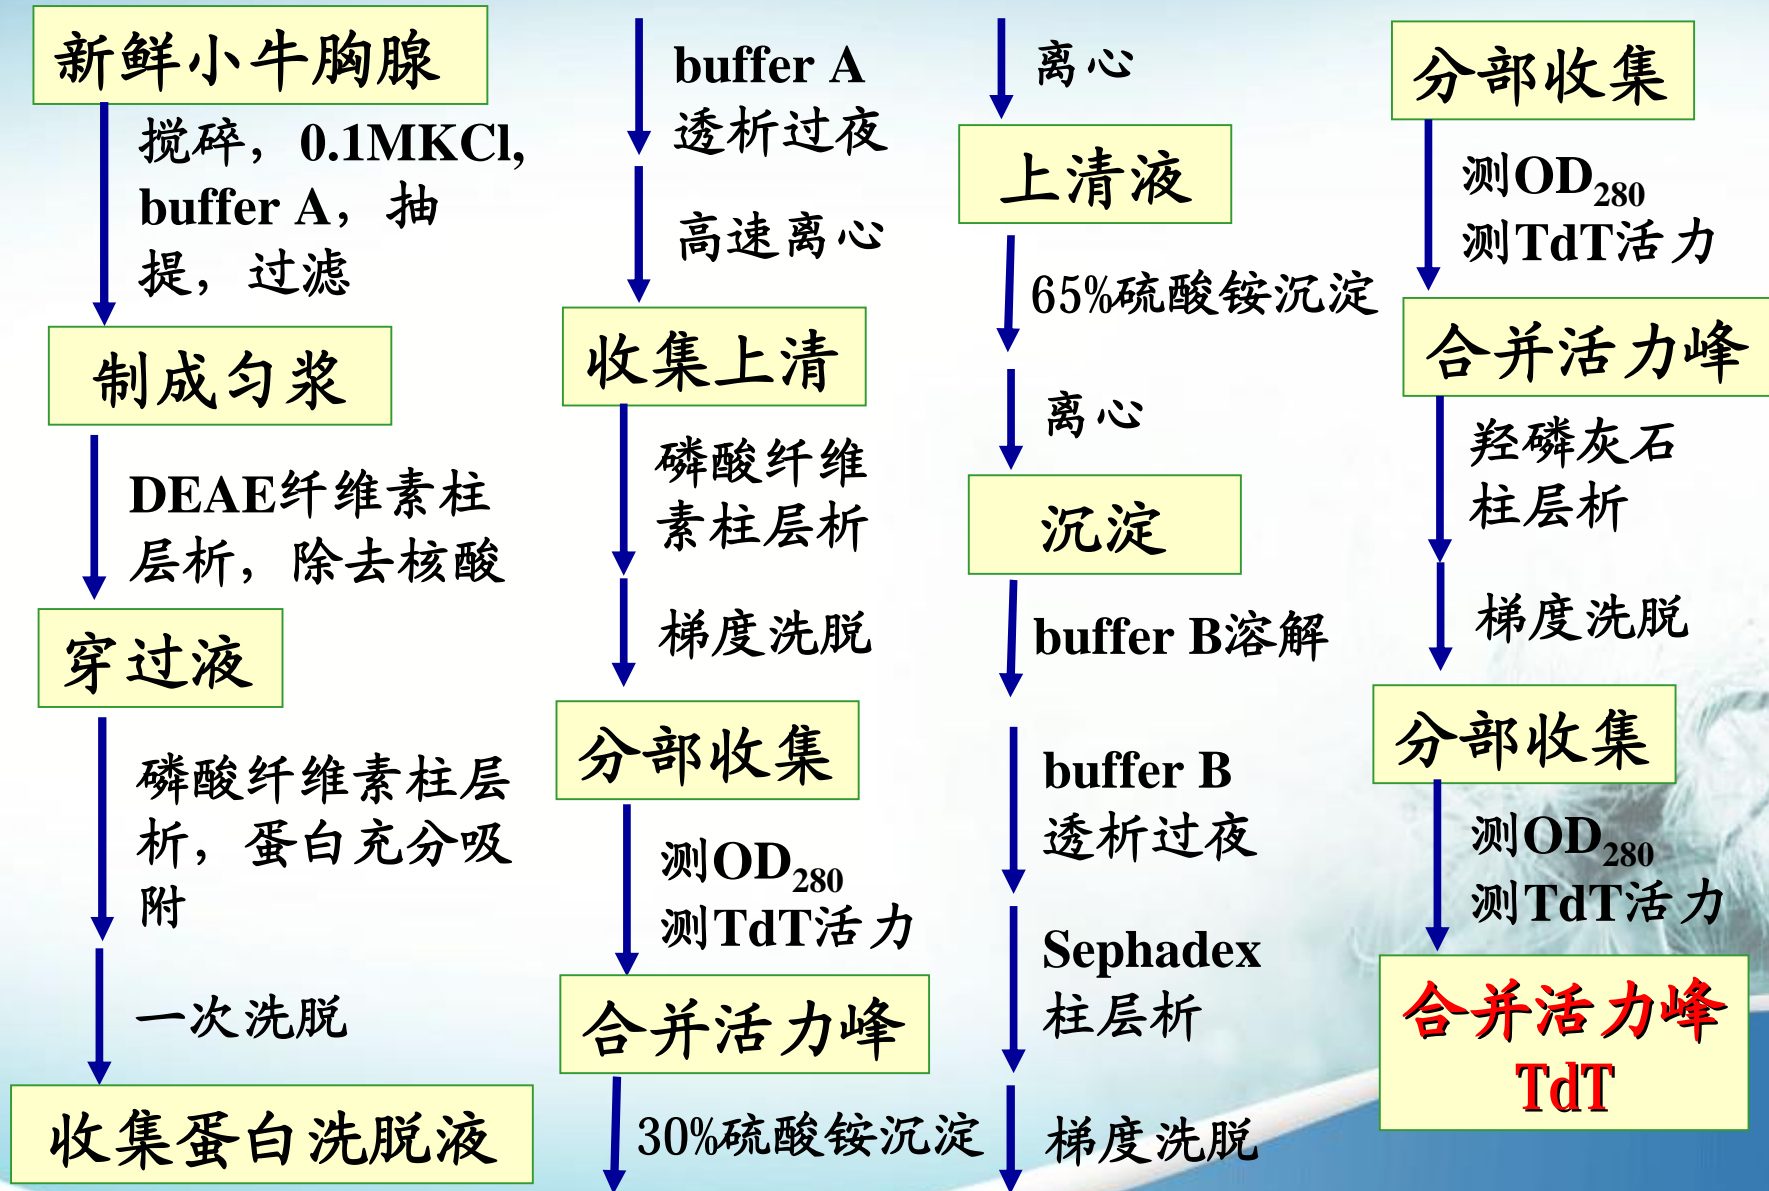 新鲜小牛胸腺
搅碎，0.1MKCl,
buffer A，抽
提，过滤
制成匀浆
DEAE纤维素柱
层析，除去核酸
穿过液
磷酸纤维素柱层
析，蛋白充分吸
附
一次洗脱
收集蛋白洗脱液
buffer A
透析过夜
高速离心
收集上清
磷酸纤维
素柱层析
梯度洗脱
分部收集
测OD280
测TdT活力
合并活力峰
30%硫酸铵沉淀
离心
上清液
65%硫酸铵沉淀
离心
沉淀
buffer B溶解
buffer B
透析过夜
Sephadex
柱层析
梯度洗脱
分部收集
测OD280
测TdT活力
合并活力峰
羟磷灰石
柱层析
梯度洗脱
分部收集
测OD280
测TdT活力
合并活力峰
TdT